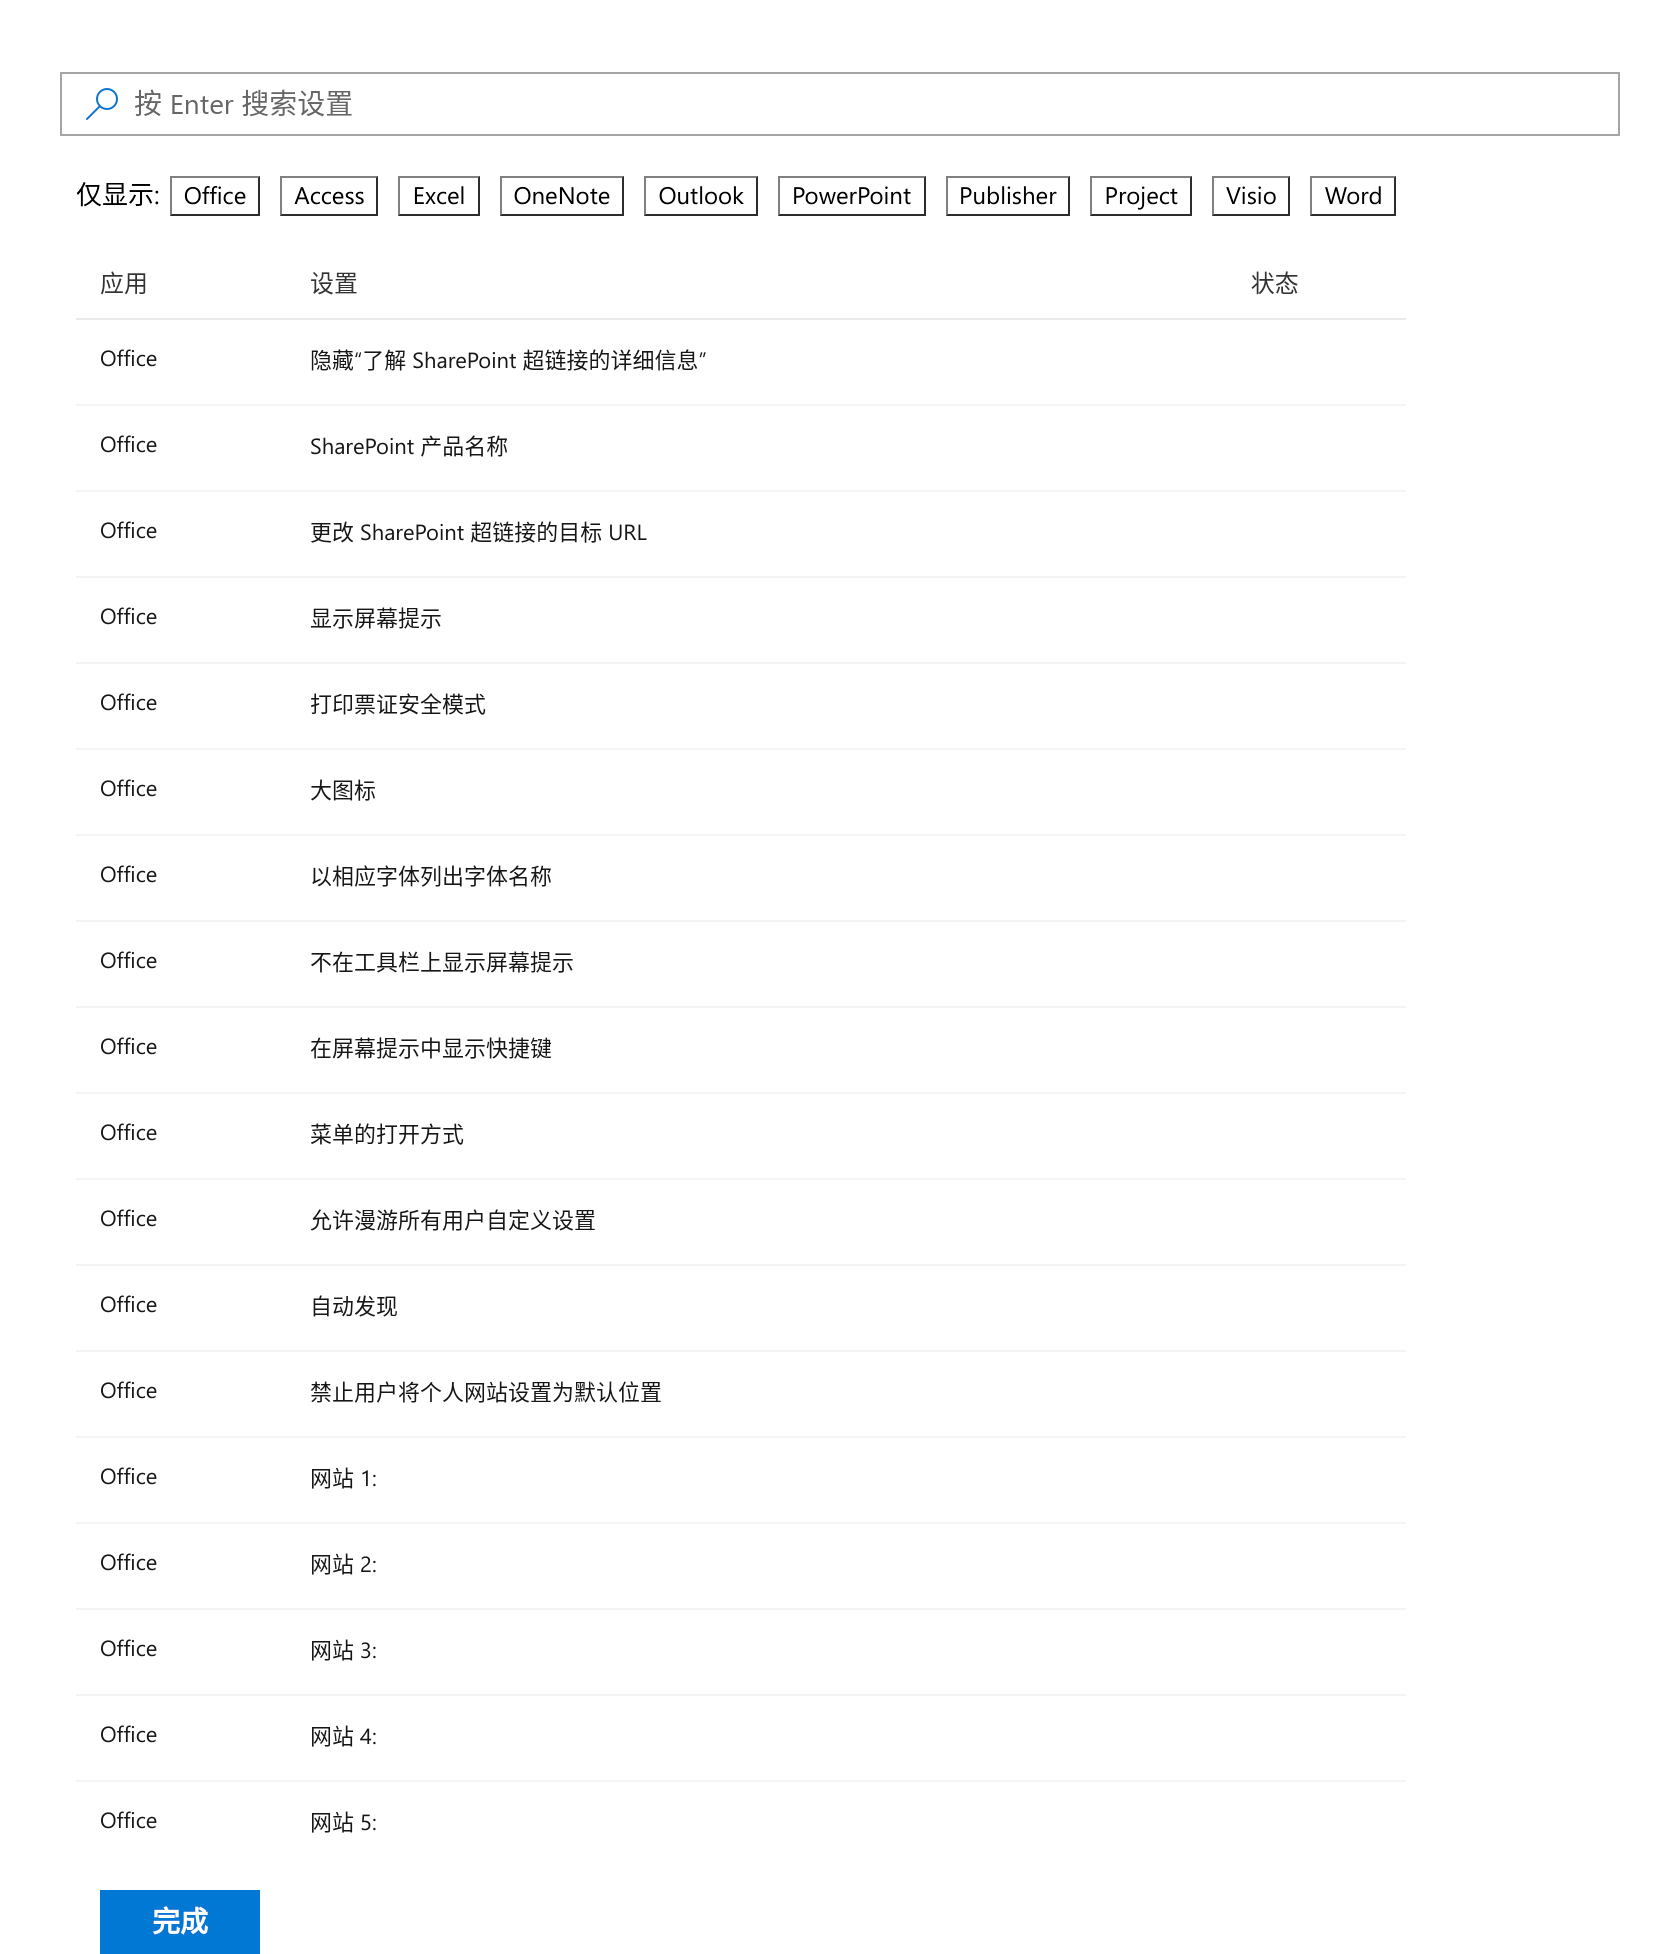 按 Enter 搜索设置
仅显示: Office Access Excel OneNote Outlook PowerPoint Publisher Project Visio Word
应用 设置 状态
Office 隐藏“了解 SharePoint 超链接的详细信息”
Office SharePoint 产品名称
Office 更改 SharePoint 超链接的目标 URL
Office 显示屏幕提示
Office 打印票证安全模式
Office 大图标
Office 以相应字体列出字体名称
Office 不在工具栏上显示屏幕提示
Office 在屏幕提示中显示快捷键
Office 菜单的打开方式
Office 允许漫游所有用户自定义设置
Office 自动发现
Office 禁止用户将个人网站设置为默认位置
Office 网站 1:
Office 网站 2:
Office 网站 3:
Office 网站 4:
Office 网站 5:
完成